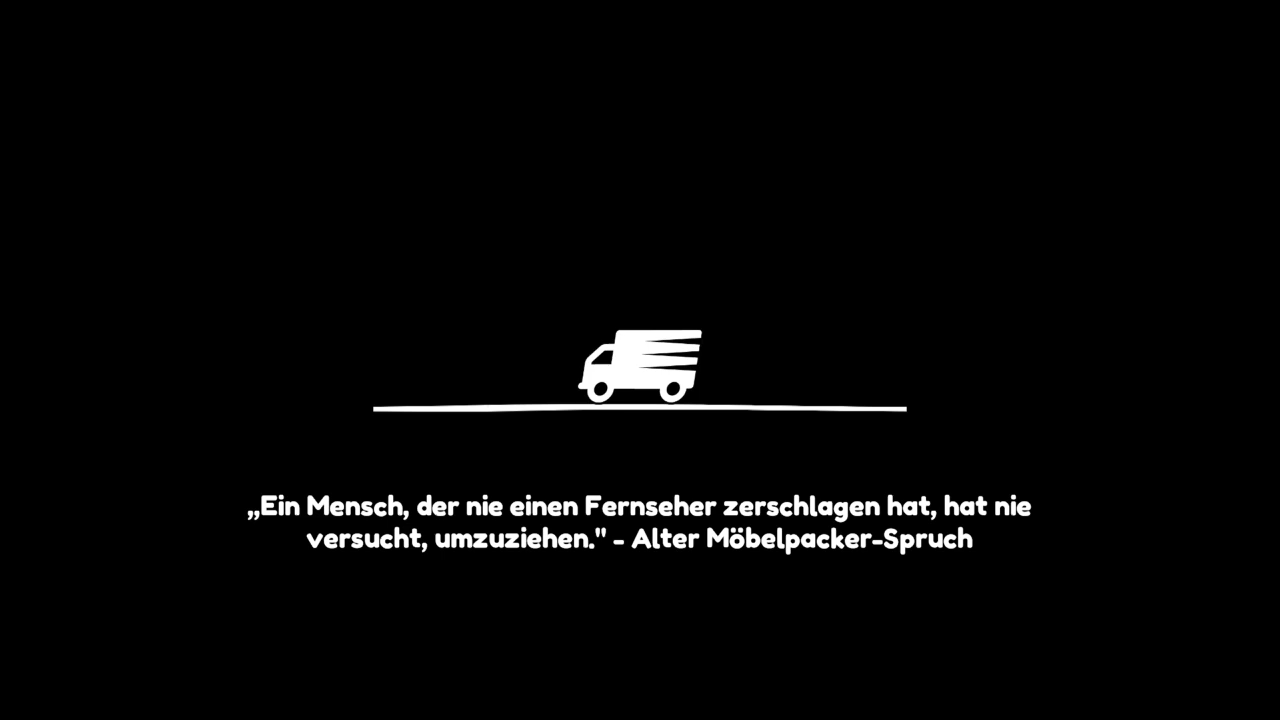 „Ein Mensch, der nie einen Fernseher zerschlagen hat, hat nie
versucht, umzuziehen." - Alter Möbelpacker-Spruch